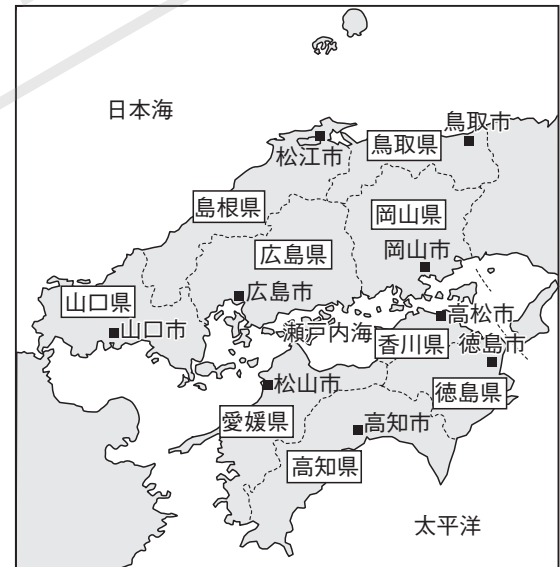 日本海
鳥取市
松江市
鳥取県
島根県
岡山県
広島県
岡山市
広島市
山口県
高松市
山口市
瀬戸内海
香川県
徳島市
松山市
徳島県
愛媛県
高知市
高知県
太平洋